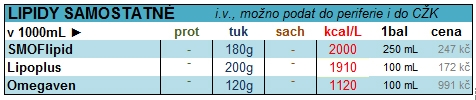 LIPIDY SAMOSTATNĚ i.v., možno podat do periferie i do CŽK
v 1000mL ► prot tuk sach kcal/L 1bal cena
SMOFlipid - 180g - 2000 250 mL 247 kč
Lipoplus - 200g - 1910 100 mL 172 kč
Omegaven - 120g - 1120 100 mL 991 kč